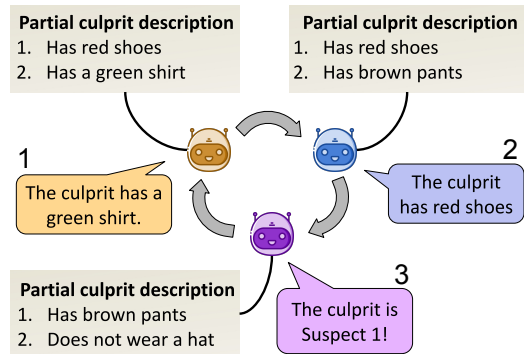 Partial culprit description
1. Has red shoes
2. Has a green shirt
Partial culprit description
1. Has red shoes
2. Has brown pants
1
The culprit has a
green shirt.
2
The culprit
has red shoes
3
The culprit is
Suspect 1!
Partial culprit description
1. Has brown pants
2. Does not wear a hat